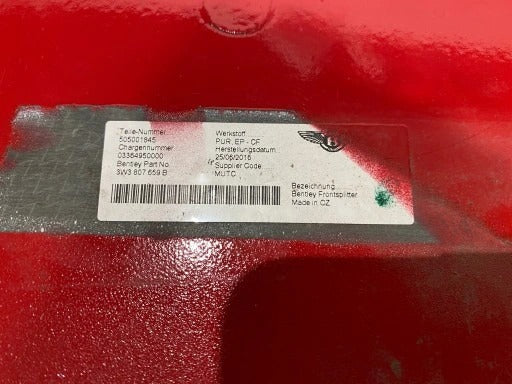 Teile-Nummer
505001845
Chargennummer
03364950000
Bentley Part No
3W3 807 659 B
Werkstoff
PUR, EP - CF
Herstellungsdatum
25/06/2016
Supplier Code
MUTC
Bezeichnung
Bentley Frontsplitter
Made in CZ